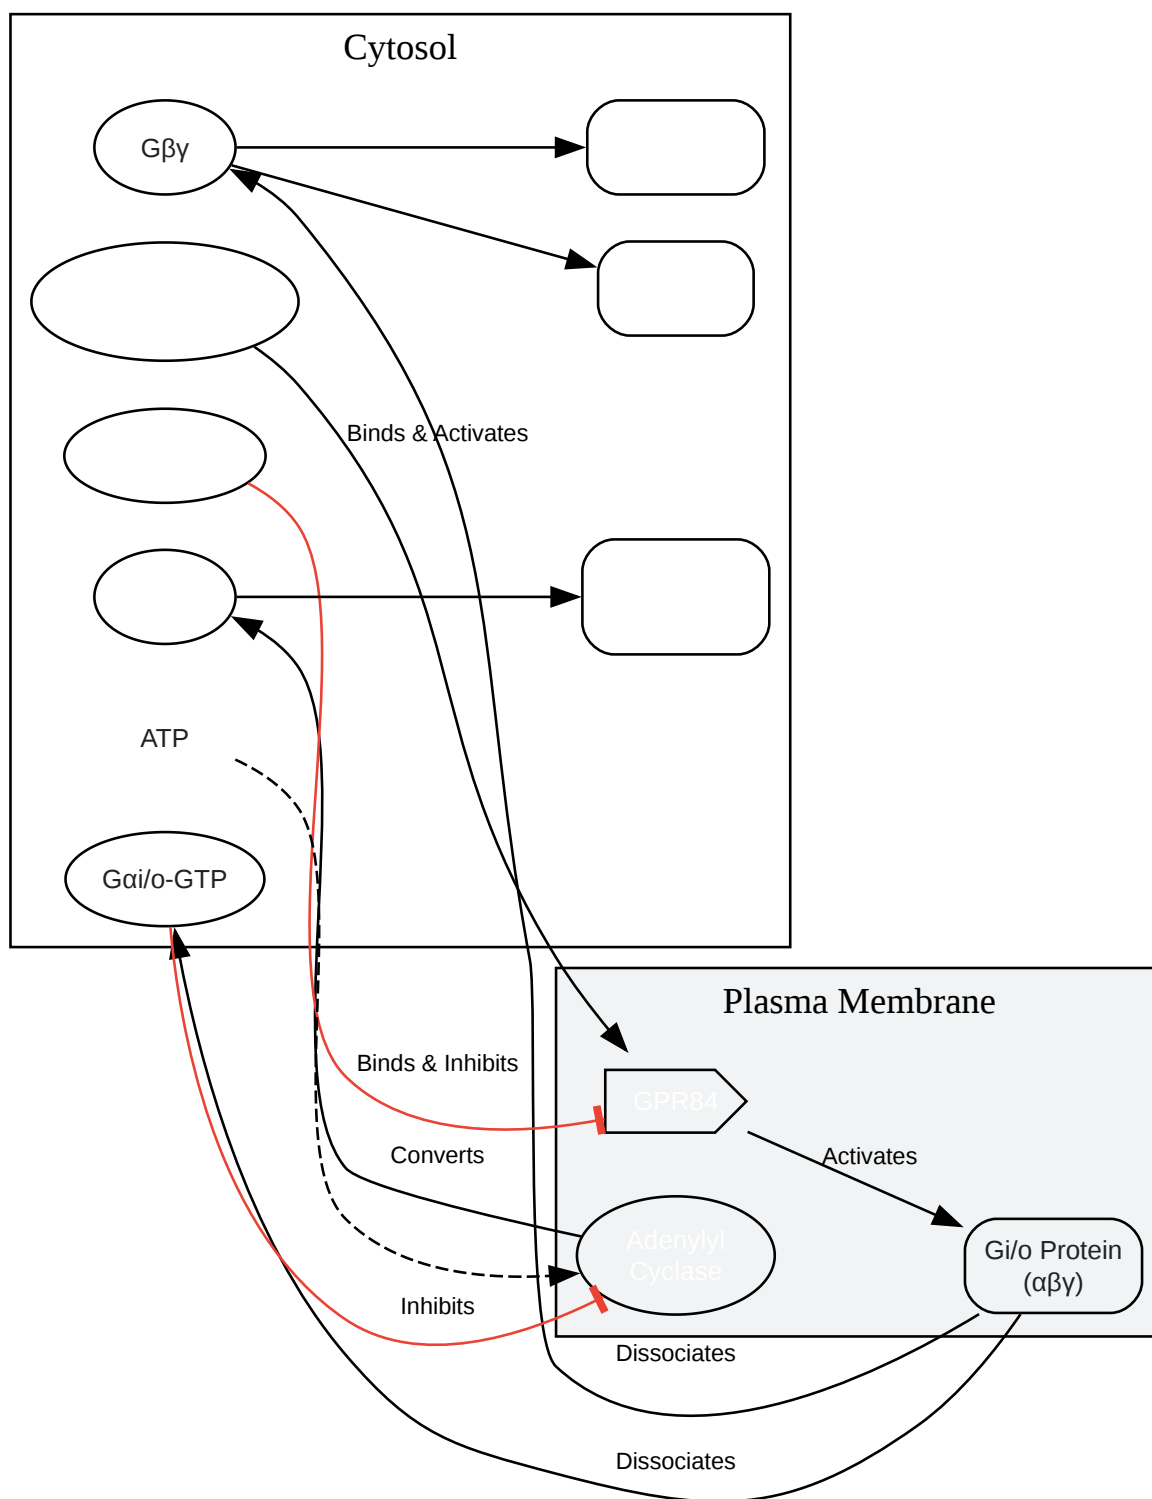 Cytosol
Gβγ
Binds & Activates
ATP
Gαi/o-GTP
Plasma Membrane
Binds & Inhibits
GPR84
Converts
Activates
Adenylyl
Cyclase
Gi/o Protein
(αβγ)
Inhibits
Dissociates
Dissociates